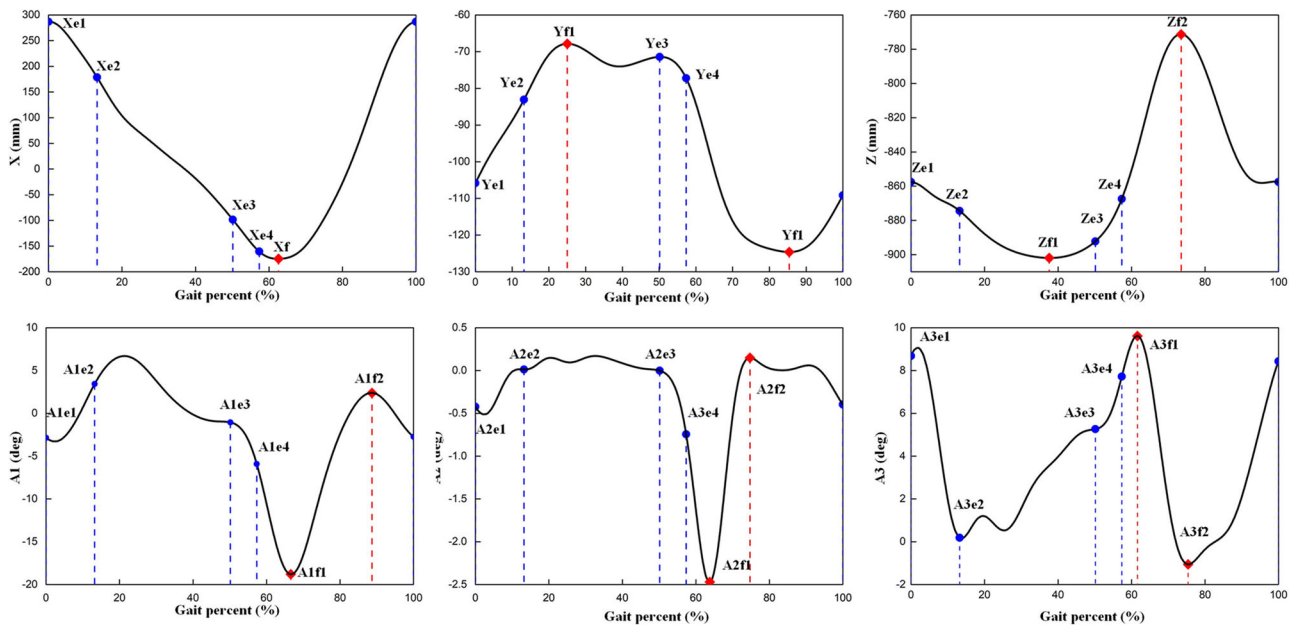 300
250
200
150
100
50
0
-50
-100
-150
-200
X (mm)
Xe1
Xe2
Xe3
Xe4
Xf
0 20 40 60 80 100
Gait percent (%)
-60
-70
-80
-90
-100
-110
-120
-130
Y (mm)
Ye1
Ye2
Yf1
Ye3
Ye4
Yf1
0 20 40 60 80 100
Gait percent (%)
-760
-780
-800
-820
-840
-860
-880
-900
Z (mm)
Ze1
Ze2
Zf1
Ze3
Ze4
Zf2
0 20 40 60 80 100
Gait percent (%)
10
5
0
-5
-10
-15
-20
A1 (deg)
A1e1
A1e2
A1e3
A1e4
A1f1
A1f2
0 20 40 60 80 100
Gait percent (%)
0.5
0.0
-0.5
-1.0
-1.5
-2.0
-2.5
A2 (deg)
A2e1
A2e2
A2e3
A3e4
A2f1
A2f2
0 20 40 60 80 100
Gait percent (%)
10
8
6
4
2
0
-2
A3 (deg)
A3e1
A3e2
A3e3
A3e4
A3f1
A3f2
0 20 40 60 80 100
Gait percent (%)